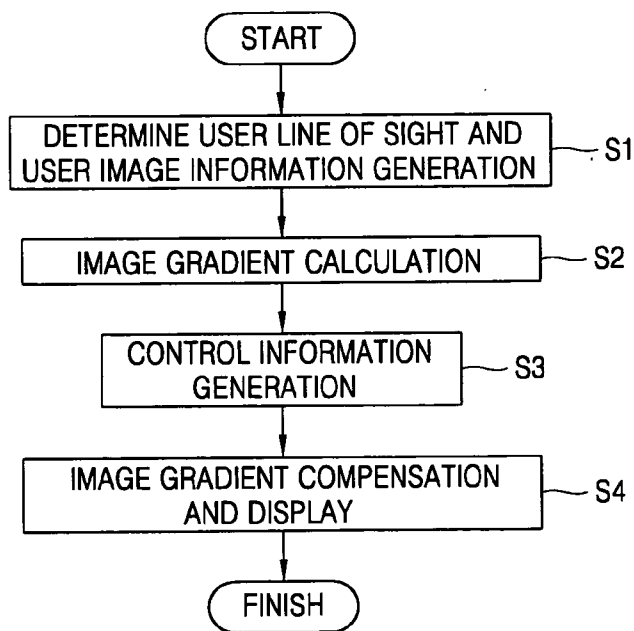 START
DETERMINE USER LINE OF SIGHT AND
USER IMAGE INFORMATION GENERATION
S1
IMAGE GRADIENT CALCULATION
S2
CONTROL INFORMATION
GENERATION
S3
IMAGE GRADIENT COMPENSATION
AND DISPLAY
S4
FINISH